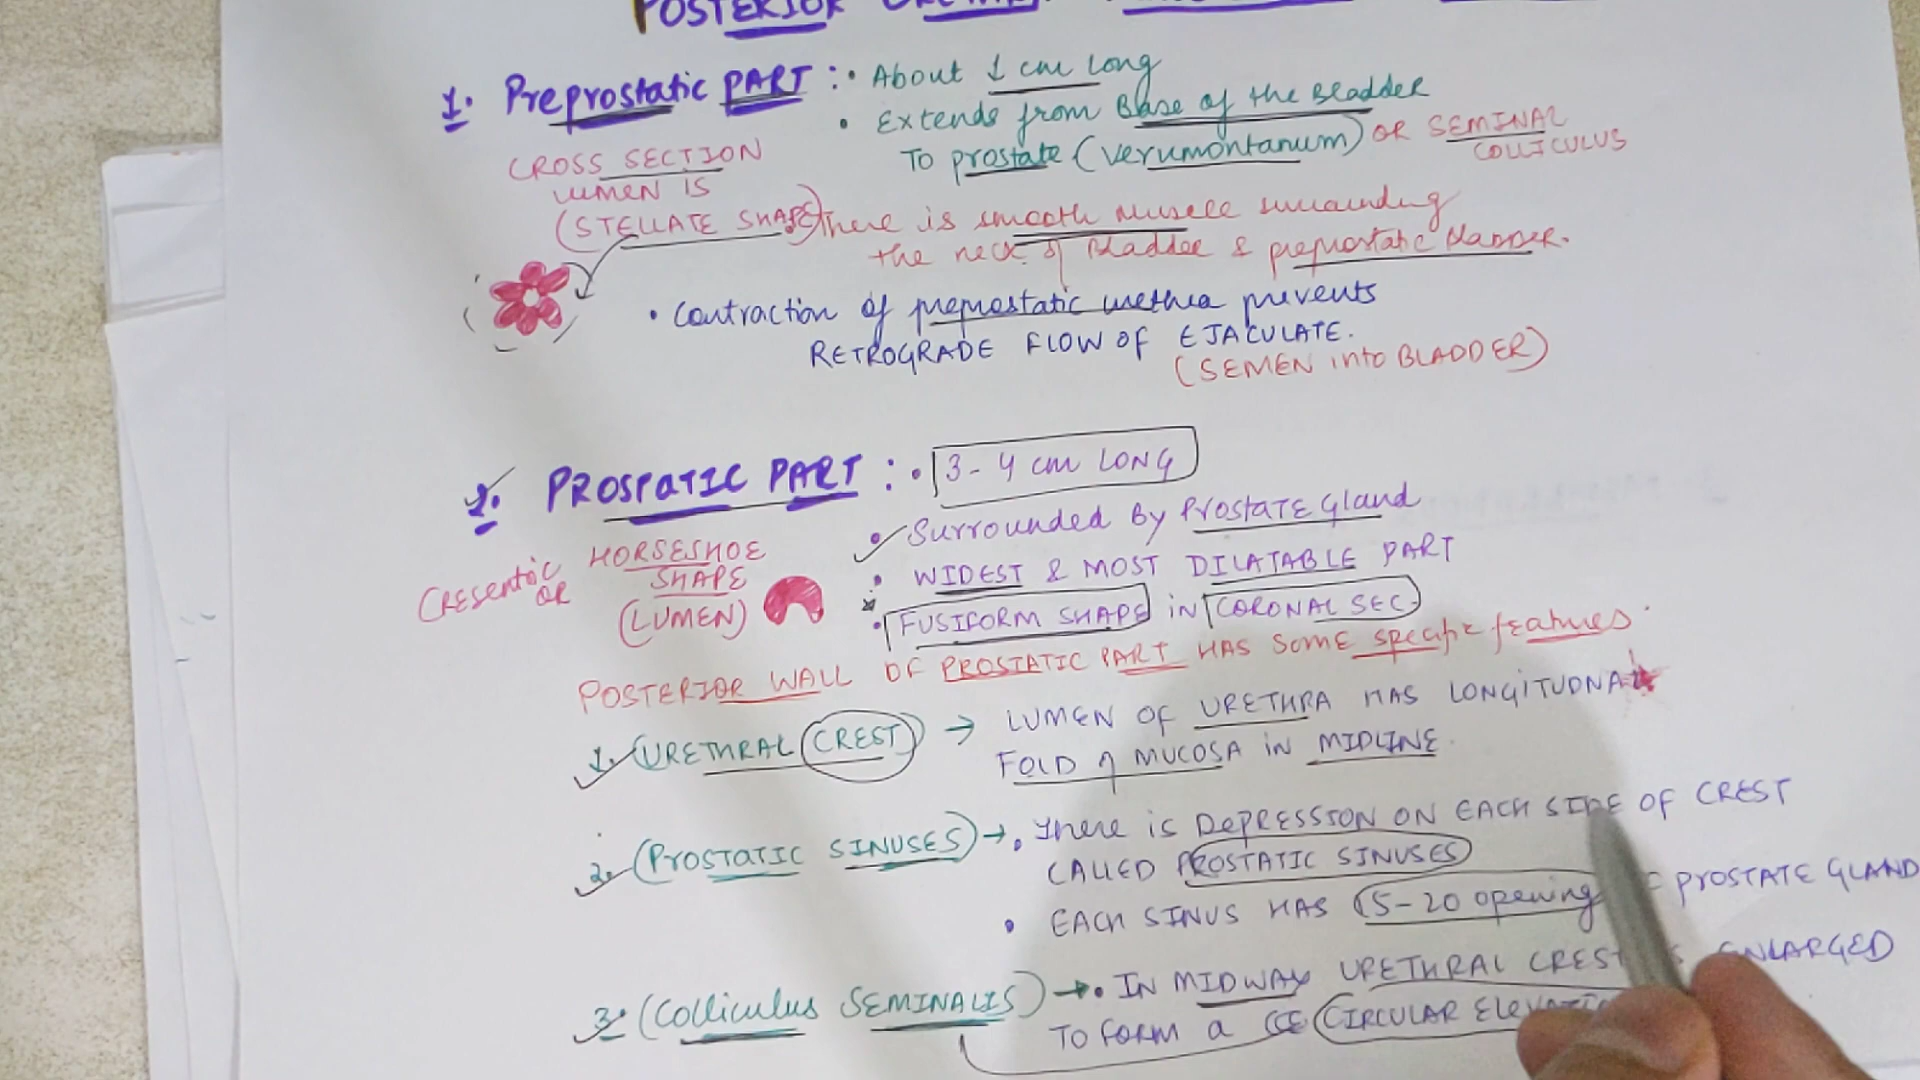 POSTERIOR
1. Preprostatic PART : • About 1 cm long
• Extends from Base of the Bladder
To prostate (verumontanum) OR SEMINAL
COLLICULUS
CROSS SECTION
LUMEN IS
(STELLATE SHAPE)
There is smooth muscle surrounding
the neck of Bladder & preprostatic Bladder.
• Contraction of preprostatic urethra prevents
RETROGRADE FLOW OF EJACULATE.
(SEMEN into BLADDER)
2. PROSTATIC PART : • 3-4 cm LONG
• Surrounded By ProstaTE Gland
• WIDEST & MOST DILATABLE PART
• FUSIFORM SHAPE IN CORONAL SEC
Cresentic OR HORSESHOE
SHAPE
(LUMEN)
POSTERIOR WALL OF PROSTATIC PART HAS SOME specific features.
1. URETHRAL CREST → LUMEN OF URETHRA HAS LONGITUDNAL
FOLD of MUCOSA IN MIDLINE.
2. (Prostatic SINUSES) → • There is DEPRESSION ON EACH SIDE OF CREST
CALLED PROSTATIC SINUSES
• EACH SINUS HAS 15-20 opening PROSTATE GLAND
3. (Colliculus SEMINALIS) → • IN MIDWAY URETHRAL CREST ENLARGED
TO FORM a CIRCULAR